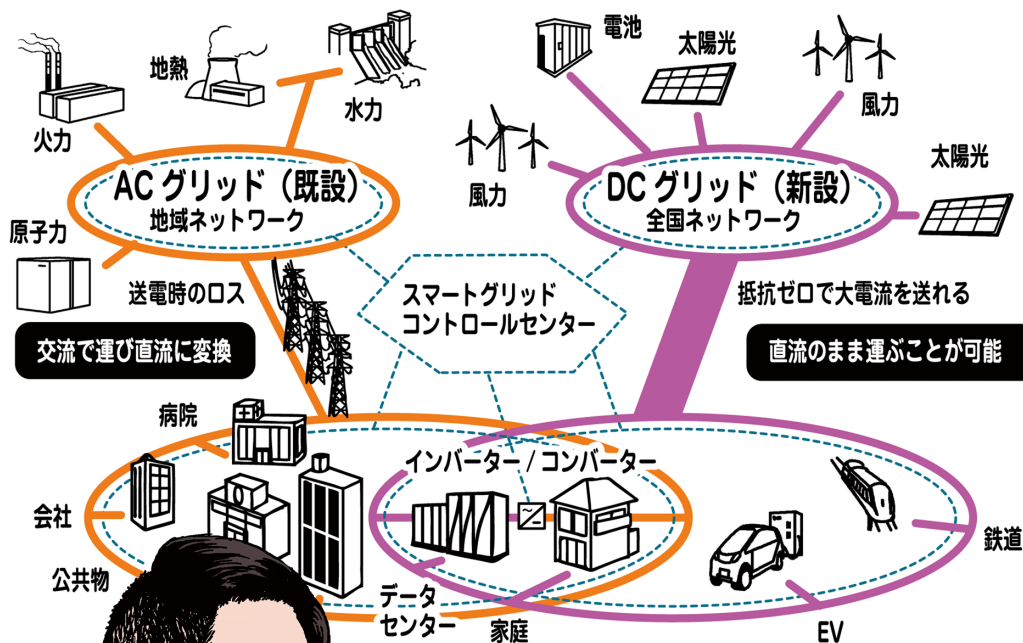 電池
太陽光
地熱
風力
火力
水力
太陽光
風力
ACグリッド（既設）
地域ネットワーク
DCグリッド（新設）
全国ネットワーク
原子力
送電時のロス
スマートグリッド
コントロールセンター
抵抗ゼロで大電流を送れる
交流で運び直流に変換
直流のまま運ぶことが可能
病院
インバーター / コンバーター
会社
鉄道
公共物
データ
センター
家庭
EV